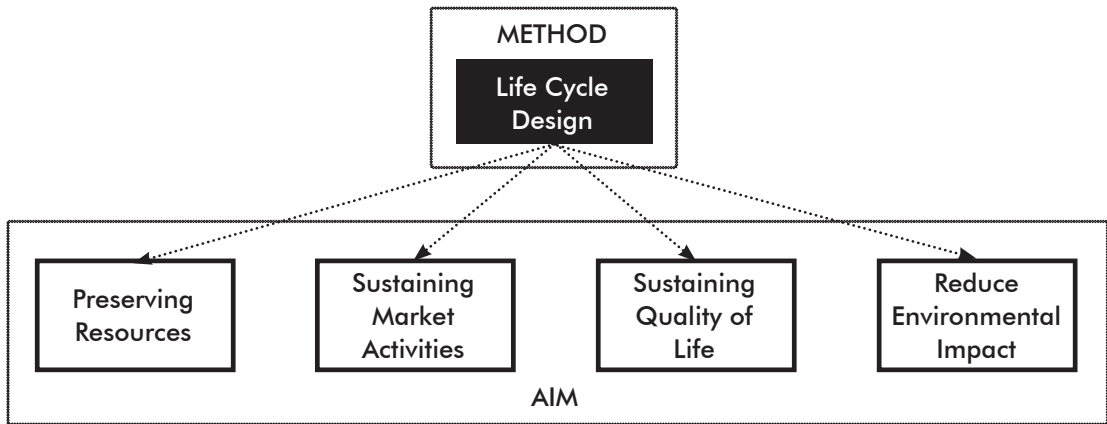 METHOD
Life Cycle
Design
Preserving
Resources
Sustaining
Market
Activities
Sustaining
Quality of
Life
Reduce
Environmental
Impact
AIM